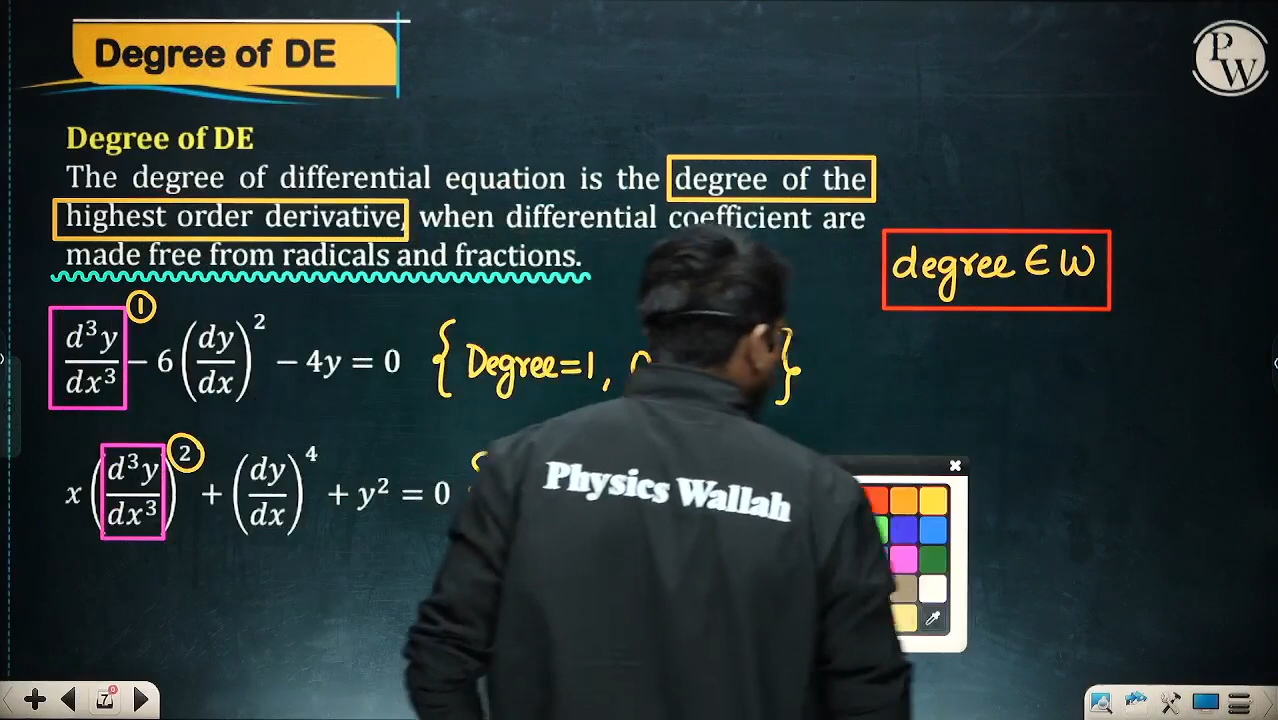 Degree of DE
P
W
Degree of DE
The degree of differential equation is the degree of the
highest order derivative, when differential coefficient are
made free from radicals and fractions.
degree ∈ W
d³y/dx³ ① − 6 (dy/dx)² − 4y = 0 { Degree=1, }
x (d³y/dx³)² + (dy/dx)⁴ + y² = 0
Physics Wallah
7